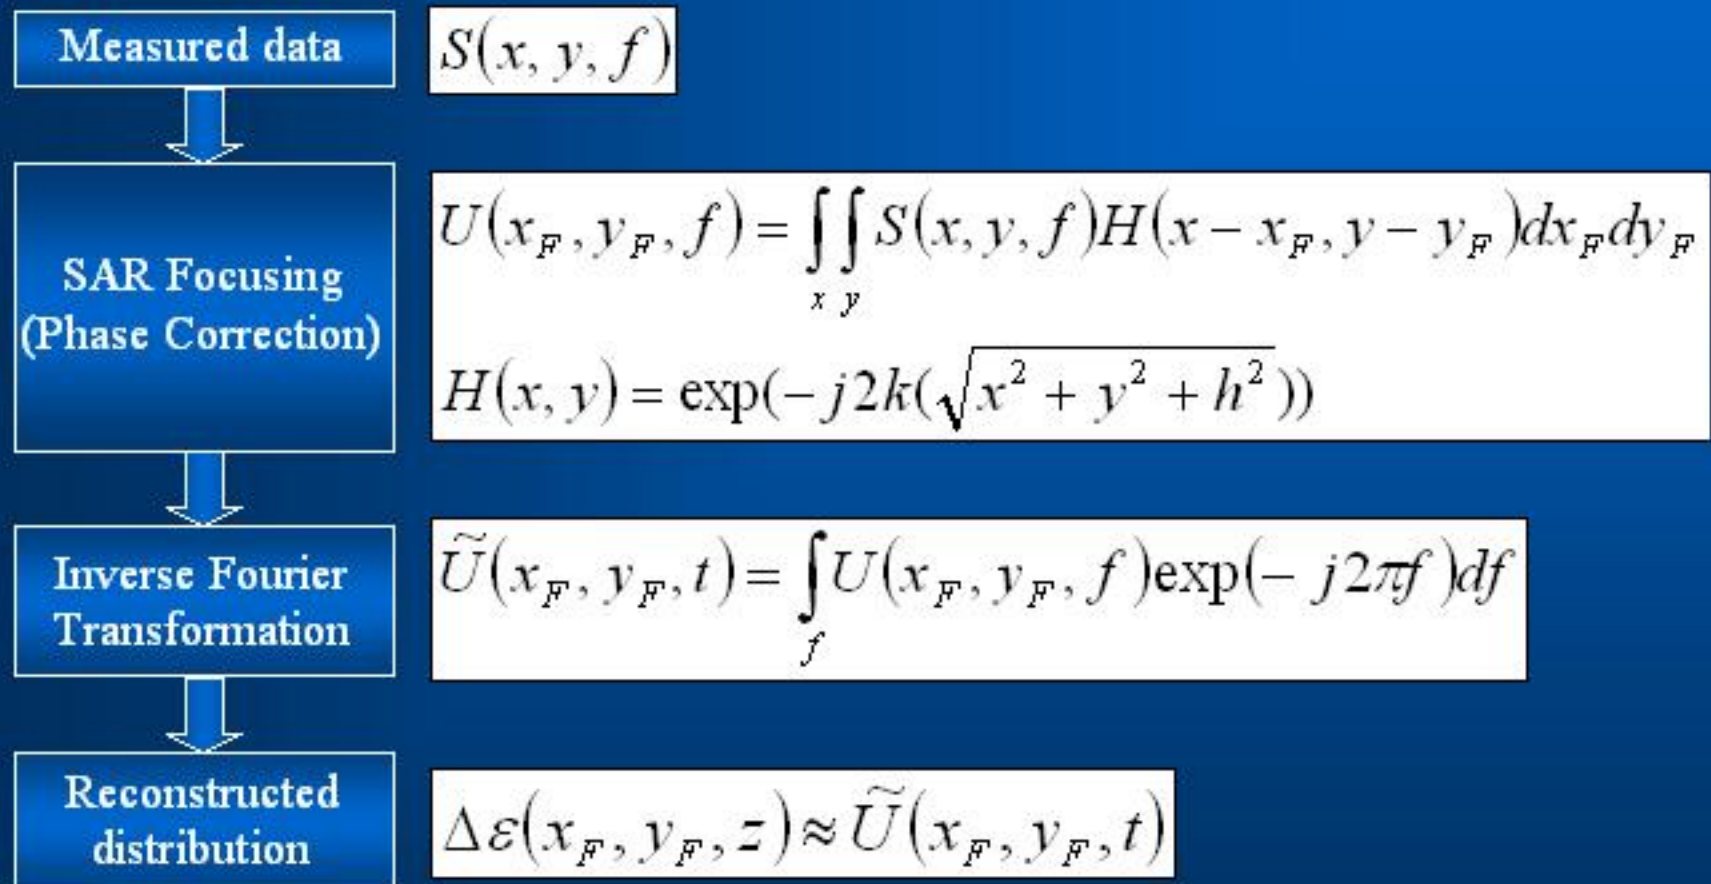 Measured data
S(x, y, f)
SAR Focusing
(Phase Correction)
U(x_F, y_F, f) = ∫∫ S(x, y, f)H(x − x_F, y − y_F)dx_F dy_F
x y
H(x, y) = exp(−j2k(√x² + y² + h²))
Inverse Fourier
Transformation
Ũ(x_F, y_F, t) = ∫U(x_F, y_F, f)exp(− j2πf)df
f
Reconstructed
distribution
Δε(x_F, y_F, z) ≈ Ũ(x_F, y_F, t)